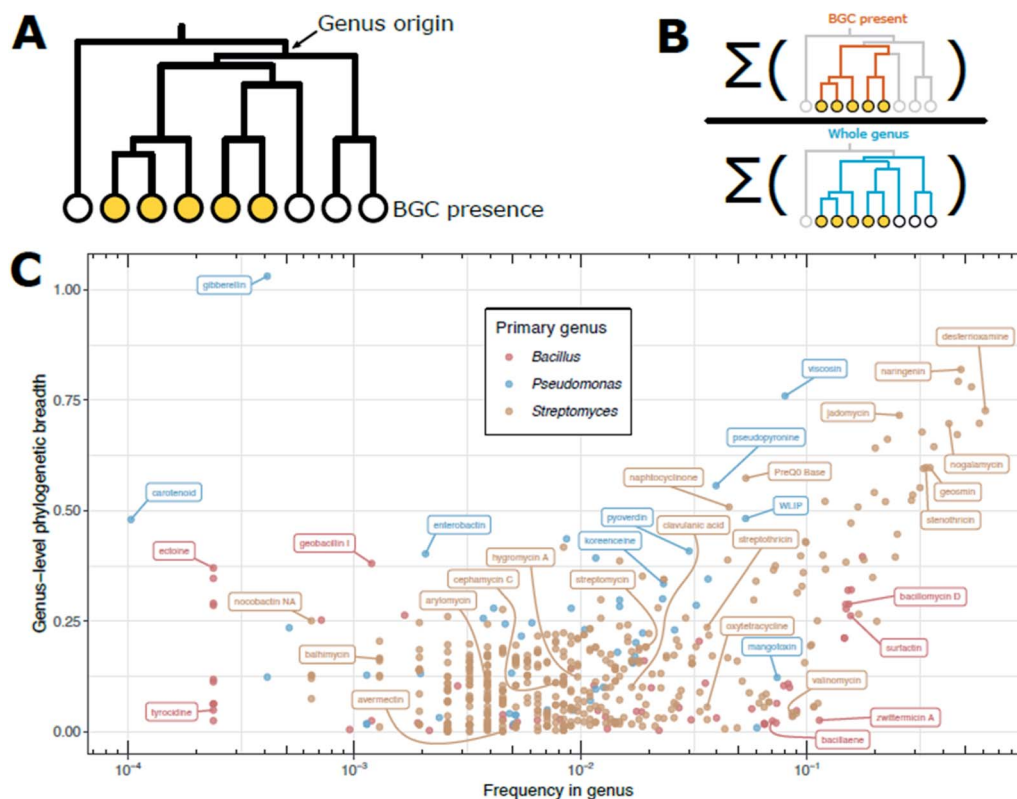 A
Genus origin
BGC presence
B
BGC present
Σ( )
Whole genus
Σ( )
C
Genus-level phylogenetic breadth
1.00
0.75
0.50
0.25
0.00
gibberellin
carotenoid
ectoine
nocobactin NA
tyrocidine
geobacillin I
balhimycin
avermectin
enterobactin
hygromycin A
cephamycin C
arylomycin
Primary genus
Bacillus
Pseudomonas
Streptomyces
naphtocyclinone
pyoverdin
koreenceine
streptomycin
clavulanic acid
pseudopyronine
viscosin
PreQ0 Base
WLIP
streptothricin
oxytetracycline
mangotoxin
desferrioxamine
naringenin
jadomycin
nogalamycin
geosmin
stenothricin
bacillomycin D
surfactin
valinomycin
zwittermicin A
bacillaene
10⁻⁴
10⁻³
10⁻²
10⁻¹
Frequency in genus